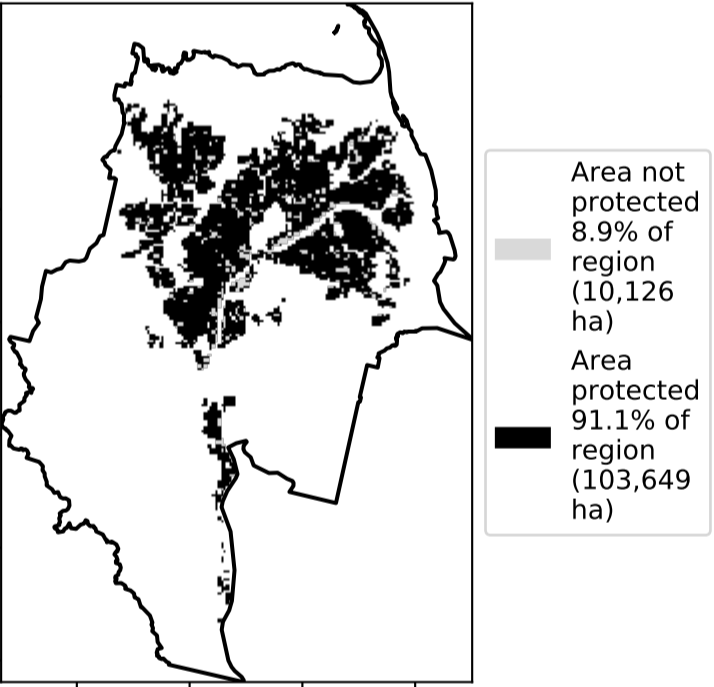 Area not
protected
8.9% of
region
(10,126
ha)
Area
protected
91.1% of
region
(103,649
ha)